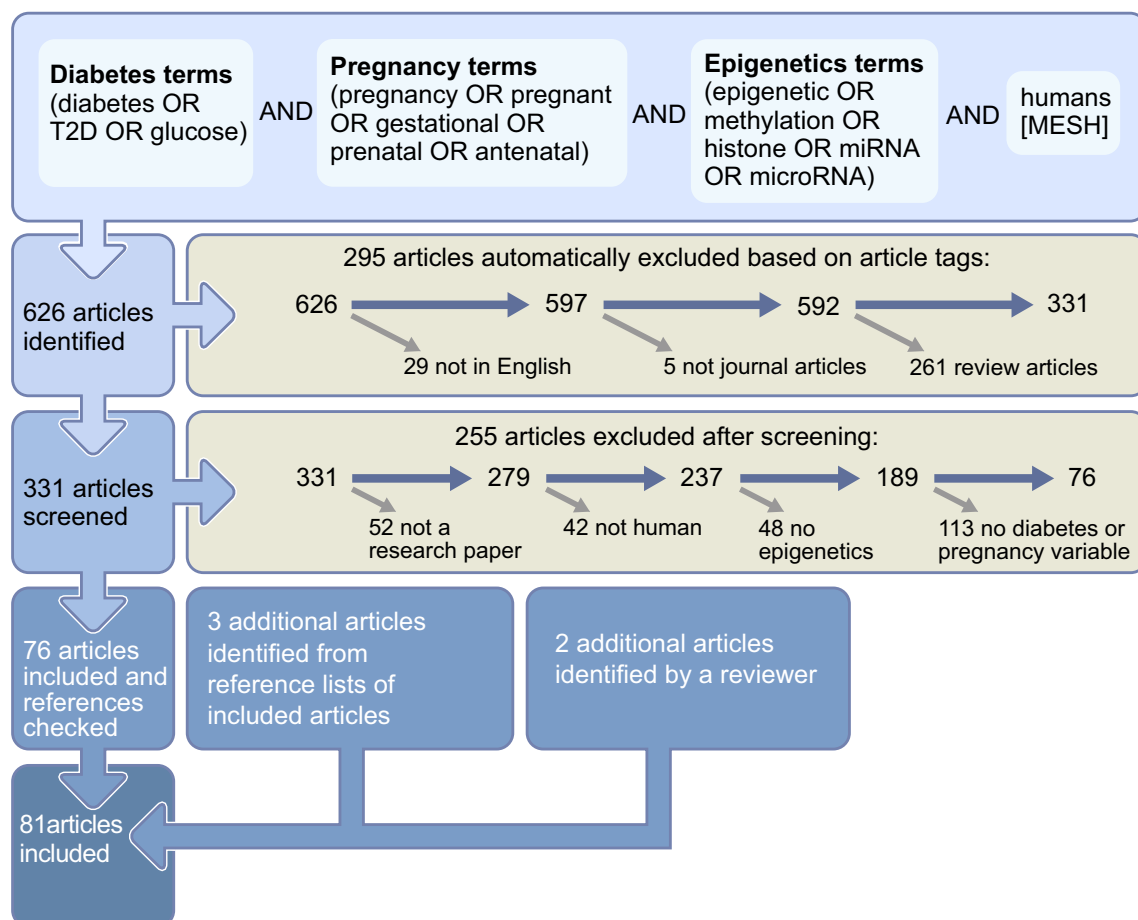 Diabetes terms
(diabetes OR
T2D OR glucose)
AND
Pregnancy terms
(pregnancy OR pregnant
OR gestational OR
prenatal OR antenatal)
AND
Epigenetics terms
(epigenetic OR
methylation OR
histone OR miRNA
OR microRNA)
AND
humans
[MESH]
626 articles
identified
295 articles automatically excluded based on article tags:
626
597
592
331
29 not in English
5 not journal articles
261 review articles
331 articles
screened
255 articles excluded after screening:
331
279
237
189
76
52 not a
research paper
42 not human
48 no
epigenetics
113 no diabetes or
pregnancy variable
76 articles
included and
references
checked
3 additional articles
identified from
reference lists of
included articles
2 additional articles
identified by a reviewer
81articles
included